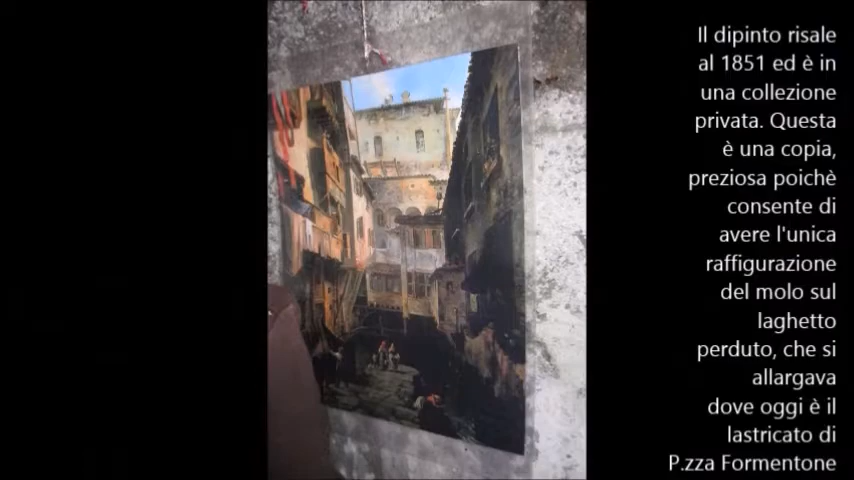 Il dipinto risale
al 1851 ed è in
una collezione
privata. Questa
è una copia,
preziosa poichè
consente di
avere l'unica
raffigurazione
del molo sul
laghetto
perduto, che si
allargava
dove oggi è il
lastricato di
P.zza Formentone